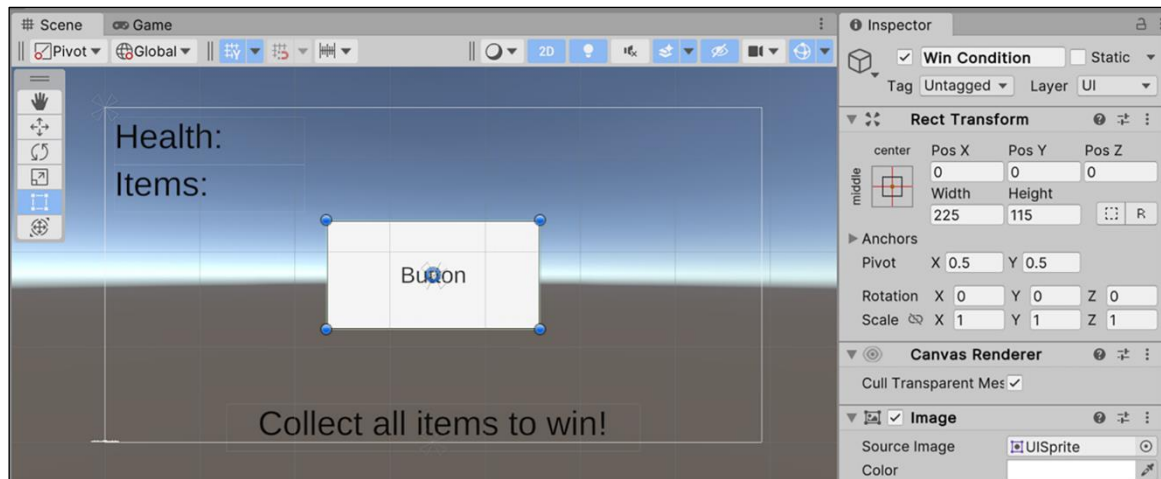 Scene Game
Pivot Global 2D
Health:
Items:
Button
Collect all items to win!
Inspector
Win Condition Static
Tag Untagged Layer UI
Rect Transform
center Pos X Pos Y Pos Z
middle 0 0 0
Width Height
225 115 R
Anchors
Pivot X 0.5 Y 0.5
Rotation X 0 Y 0 Z 0
Scale X 1 Y 1 Z 1
Canvas Renderer
Cull Transparent Mes
Image
Source Image UISprite
Color